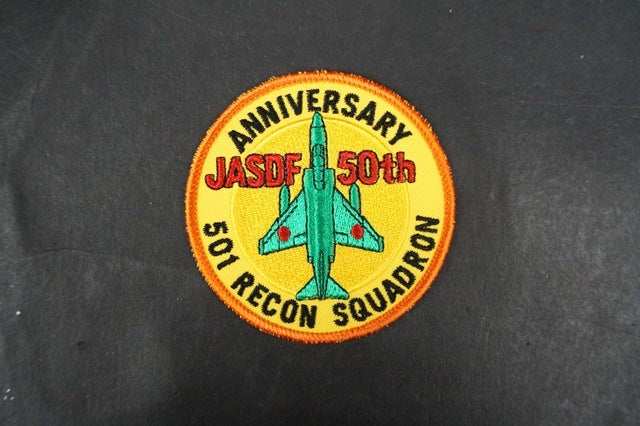 ANNIVERSARY
JASDF 50th
501 RECON SQUADRON